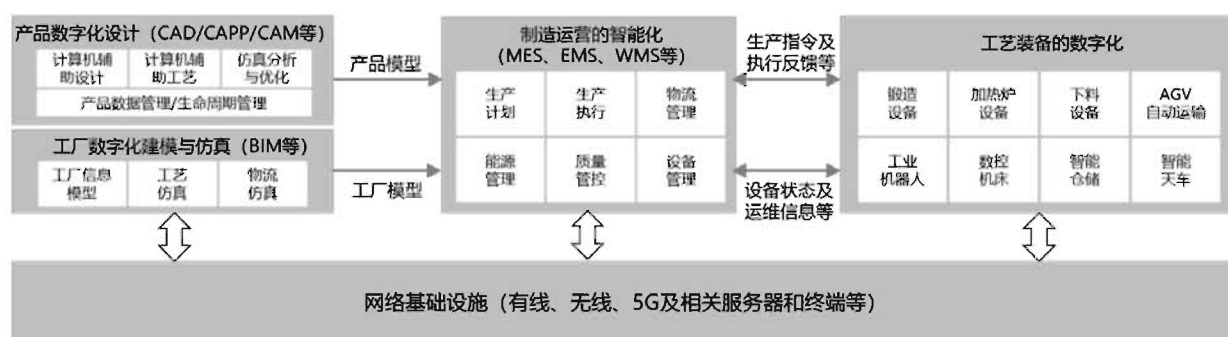 产品数字化设计（CAD/CAPP/CAM等）
计算机辅
助设计
计算机辅
助工艺
仿真分析
与优化
产品数据管理/生命周期管理
工厂数字化建模与仿真（BIM等）
工厂信息
模型
工艺
仿真
物流
仿真
产品模型
工厂模型
制造运营的智能化
（MES、EMS、WMS等）
生产
计划
生产
执行
物流
管理
能源
管理
质量
管控
设备
管理
生产指令及
执行反馈等
设备状态及
运维信息等
工艺装备的数字化
锻造
设备
加热炉
设备
下料
设备
AGV
自动运输
工业
机器人
数控
机床
智能
仓储
智能
天车
网络基础设施（有线、无线、5G及相关服务器和终端等）